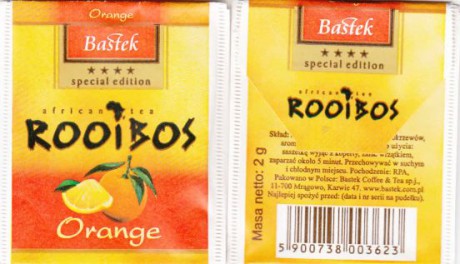 Orange
Bastek
★★★★
special edition
african tea
ROOIBOS
Orange
Bastek
★★★★
special edition
african tea
ROOIBOS
Skład:
krzewów,
zaparzać około 5 minut. Przechowywać w suchym
i chłodnym miejscu. Pochodzenie: RPA,
Pakowano w Polsce: Bastek Coffee & Tea sp.j.,
11-700 Mrągowo, Karwie 47. www.bastek.com.pl
Najlepiej spożyć przed: (data i nr serii na pudełku).
Masa netto: 2 g
5 900738 003623